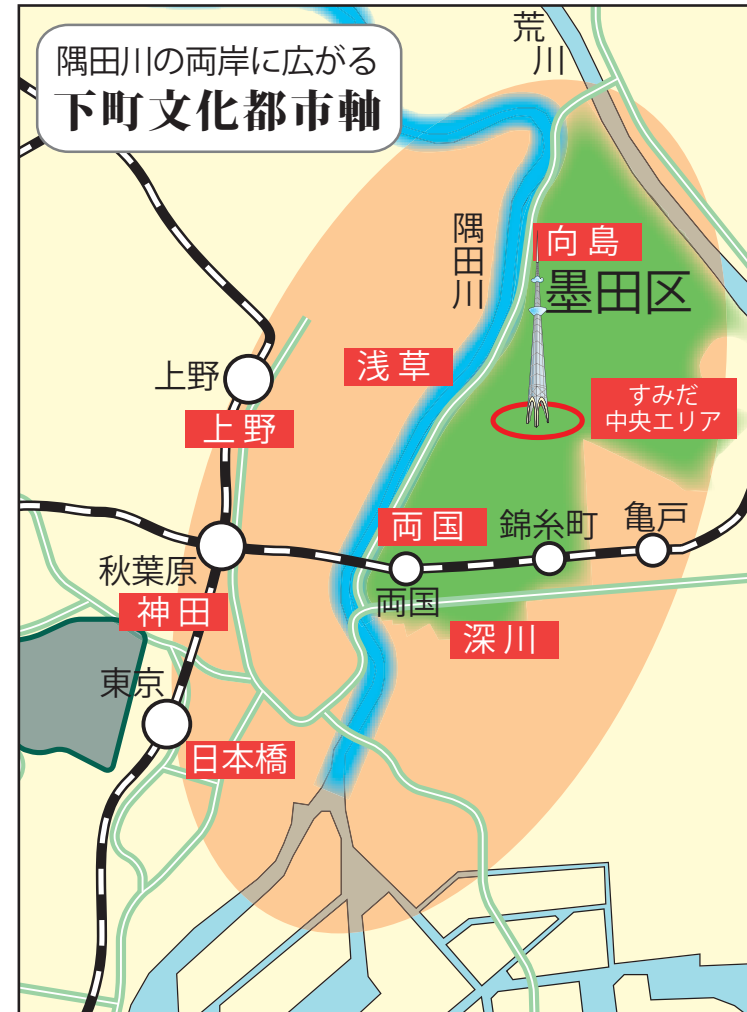 隅田川の両岸に広がる
下町文化都市軸
荒川
隅田川
向島
墨田区
浅草
上野
上野
すみだ
中央エリア
両国
錦糸町
亀戸
秋葉原
両国
神田
深川
東京
日本橋